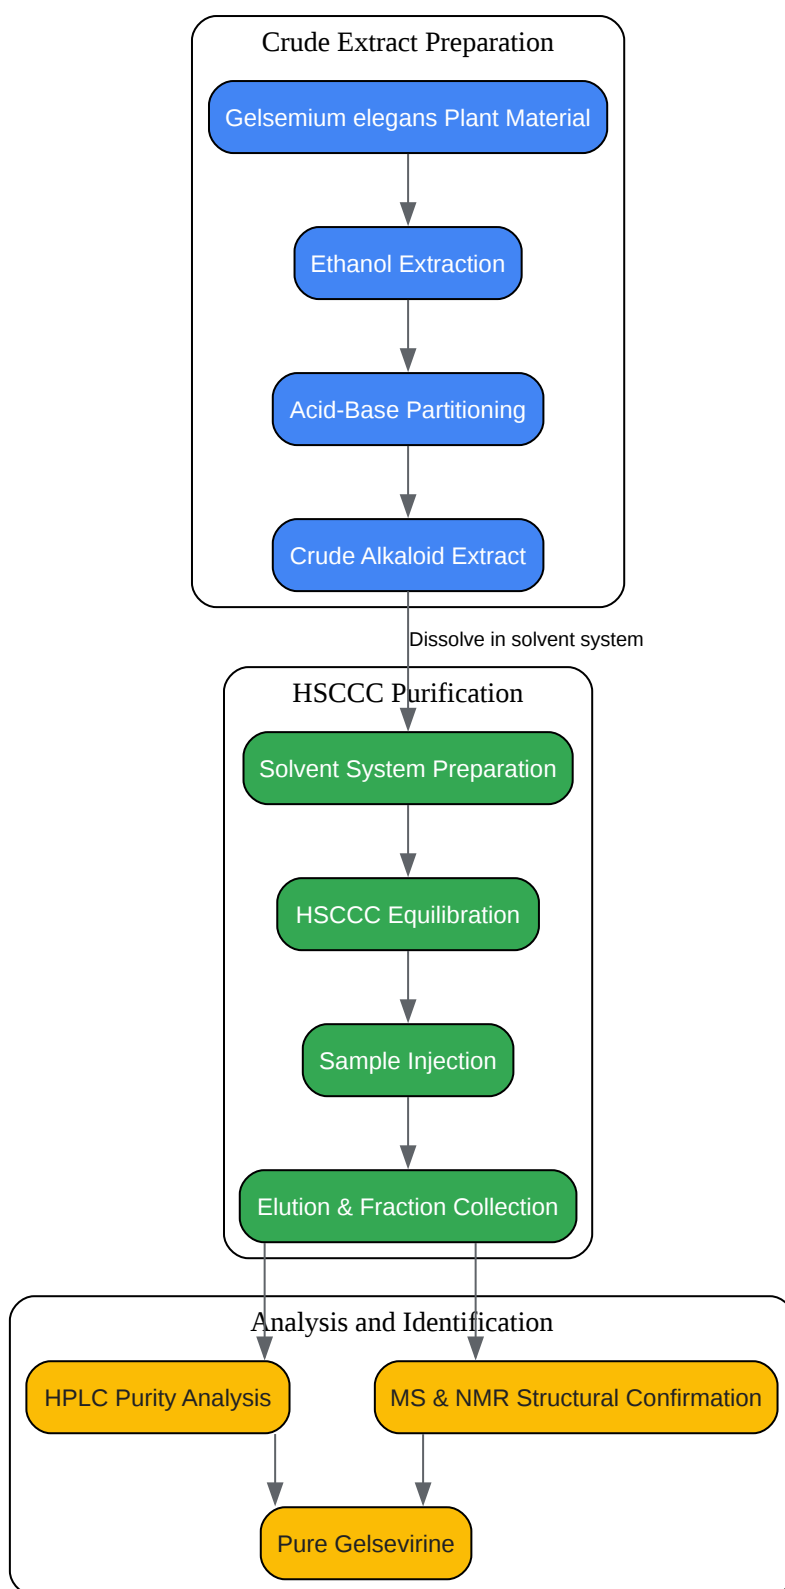 Crude Extract Preparation
Gelsemium elegans Plant Material
Ethanol Extraction
Acid-Base Partitioning
Crude Alkaloid Extract
Dissolve in solvent system
HSCCC Purification
Solvent System Preparation
HSCCC Equilibration
Sample Injection
Elution & Fraction Collection
Analysis and Identification
HPLC Purity Analysis
MS & NMR Structural Confirmation
Pure Gelsevirine